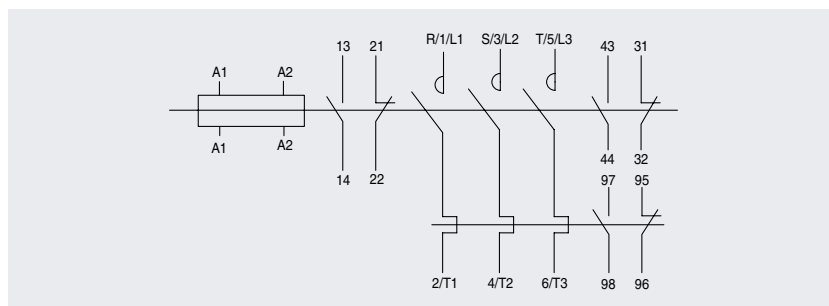 R/1/L1 S/3/L2 T/5/L3
13 21 43 31
A1 A2
A1 A2
44 32
14 22 97 95
2/T1 4/T2 6/T3 98 96